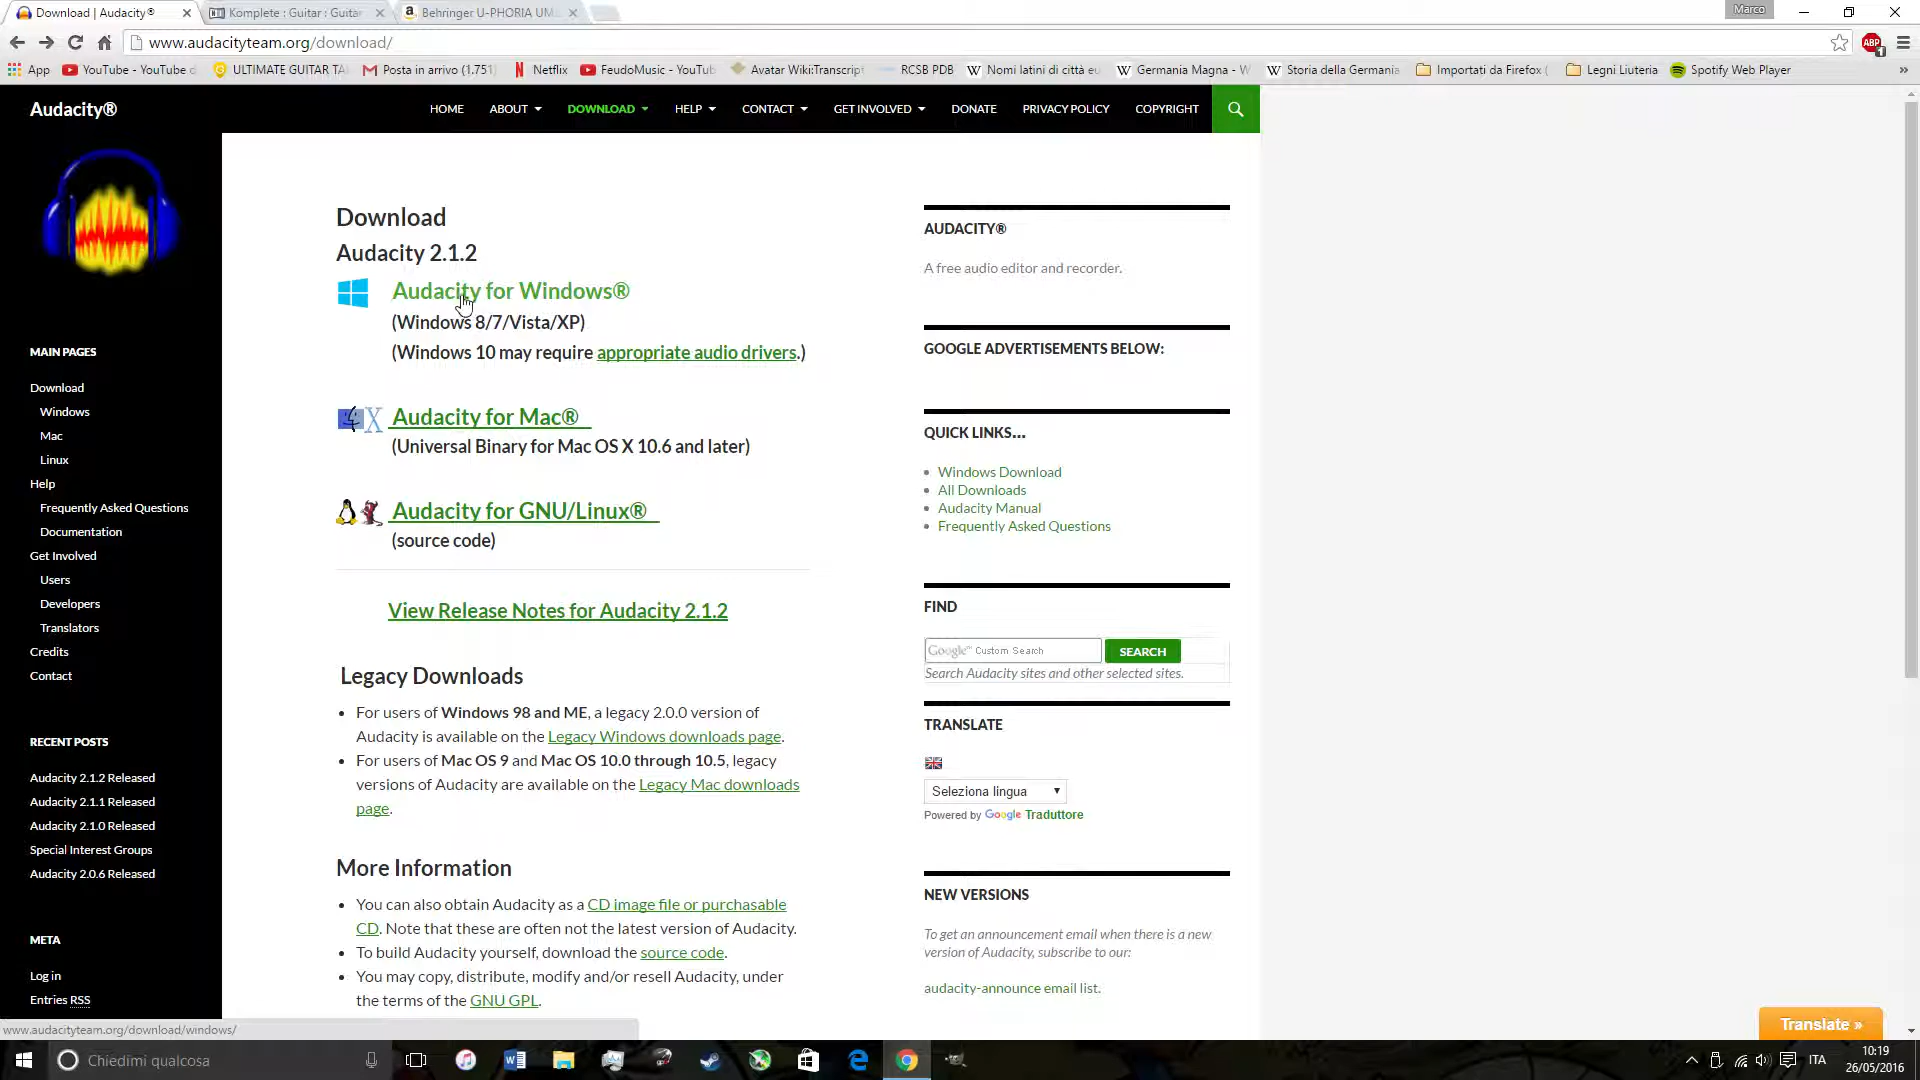 Download | Audacity®
Komplete : Guitar : Guitar
Behringer U-PHORIA UM
Marco
www.audacityteam.org/download/
App
YouTube - YouTube
ULTIMATE GUITAR TA
Posta in arrivo (1.751)
Netflix
FeudoMusic - YouTub
Avatar Wiki:Transcript
RCSB PDB
Nomi latini di città eu
Germania Magna - W
Storia della Germania
Importati da Firefox
Legni Liuteria
Spotify Web Player
Audacity®
HOME ABOUT DOWNLOAD HELP CONTACT GET INVOLVED DONATE PRIVACY POLICY COPYRIGHT
MAIN PAGES
Download
Windows
Mac
Linux
Help
Frequently Asked Questions
Documentation
Get Involved
Users
Developers
Translators
Credits
Contact
RECENT POSTS
Audacity 2.1.2 Released
Audacity 2.1.1 Released
Audacity 2.1.0 Released
Special Interest Groups
Audacity 2.0.6 Released
META
Log in
Entries RSS
Download
Audacity 2.1.2
Audacity for Windows®
(Windows 8/7/Vista/XP)
(Windows 10 may require appropriate audio drivers.)
Audacity for Mac®
(Universal Binary for Mac OS X 10.6 and later)
Audacity for GNU/Linux®
(source code)
View Release Notes for Audacity 2.1.2
Legacy Downloads
• For users of Windows 98 and ME, a legacy 2.0.0 version of
Audacity is available on the Legacy Windows downloads page.
• For users of Mac OS 9 and Mac OS 10.0 through 10.5, legacy
versions of Audacity are available on the Legacy Mac downloads
page.
More Information
• You can also obtain Audacity as a CD image file or purchasable
CD. Note that these are often not the latest version of Audacity.
• To build Audacity yourself, download the source code.
• You may copy, distribute, modify and/or resell Audacity, under
the terms of the GNU GPL.
AUDACITY®
A free audio editor and recorder.
GOOGLE ADVERTISEMENTS BELOW:
QUICK LINKS...
• Windows Download
• All Downloads
• Audacity Manual
• Frequently Asked Questions
FIND
Google™ Custom Search
SEARCH
Search Audacity sites and other selected sites.
TRANSLATE
Seleziona lingua
Powered by Google Traduttore
NEW VERSIONS
To get an announcement email when there is a new
version of Audacity, subscribe to our:
audacity-announce email list.
Translate »
www.audacityteam.org/download/windows/
Chiedimi qualcosa
ITA
10:19
26/05/2016